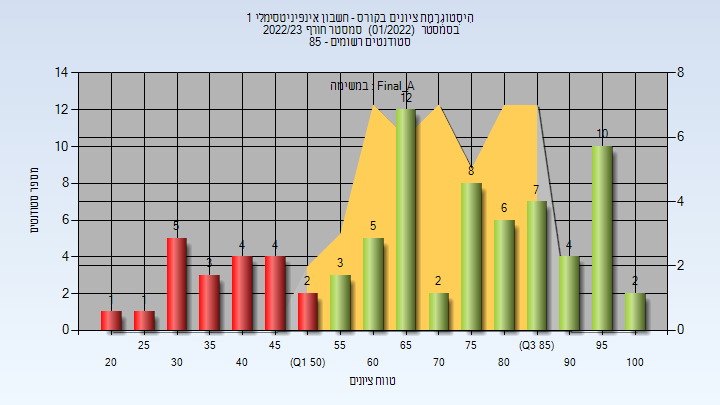 היסטוגרמת ציונים בקורס - חשבון אינפיניטסימלי 1
בסמסטר (01/2022) סמסטר חורף 2022/23
סטודנטים רשומים - 85
במשימה : Final_A
14 12 10 8 6 4 2 0
8 6 4 2 0
מספר סטודנטים
1 1 5 3 4 4 2 3 5 12 2 8 6 7 4 10 2
25 35 45 55 65 75 (Q3 85) 95
20 30 40 (Q1 50) 60 70 80 90 100
טווח ציונים